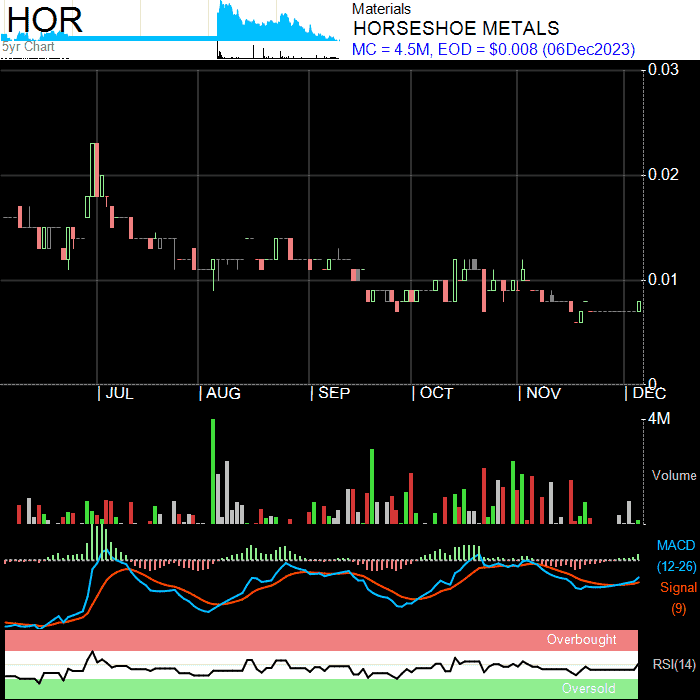 HOR
5yr Chart
Materials
HORSESHOE METALS
MC = 4.5M, EOD = $0.008 (06Dec2023)
0.03
0.02
0.01
0
| JUL | AUG | SEP | OCT | NOV | DEC
4M
Volume
MACD
(12-26)
Signal
(9)
Overbought
RSI(14)
Oversold